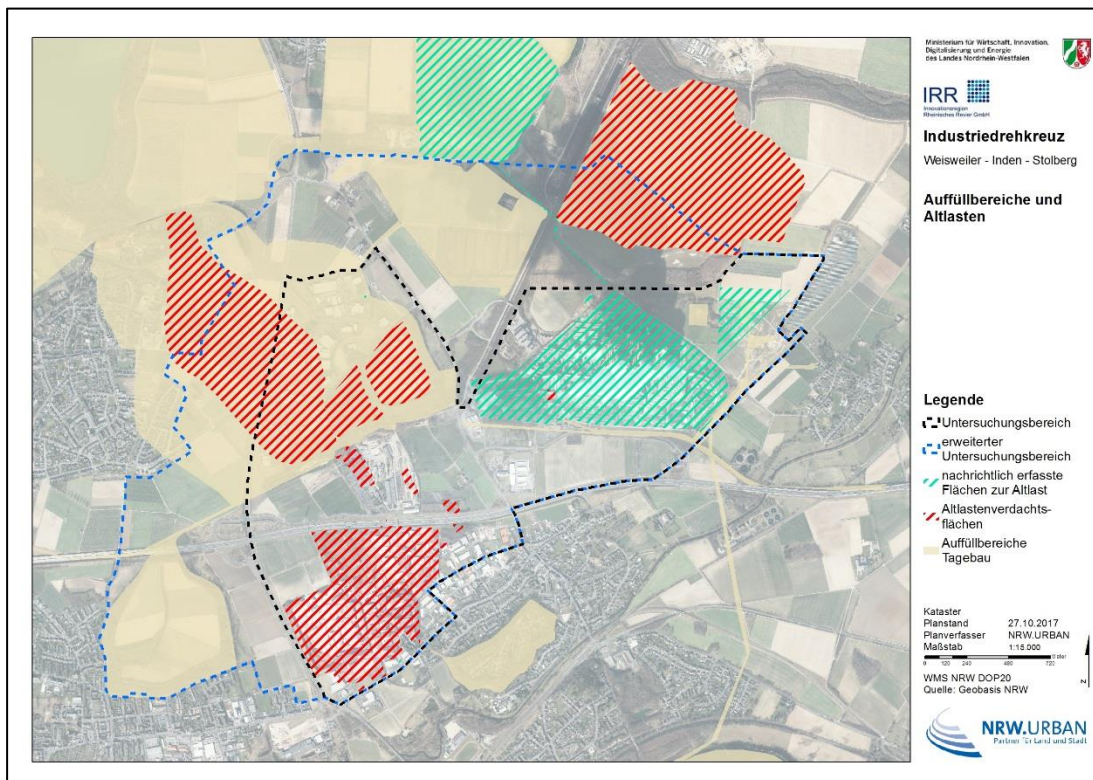 Ministerium für Wirtschaft, Innovation,
Digitalisierung und Energie
des Landes Nordrhein-Westfalen
IRR
Innovationsregion
Rheinisches Revier GmbH
Industriedrehkreuz
Weisweiler - Inden - Stolberg
Auffüllbereiche und
Altlasten
Legende
Untersuchungsbereich
erweiterter
Untersuchungsbereich
nachrichtlich erfasste
Flächen zur Altlast
Altlastenverdachts-
flächen
Auffüllbereiche
Tagebau
Kataster
Planstand 27.10.2017
Planverfasser NRW.URBAN
Maßstab 1:15.000
0 120 240 480 720
WMS NRW DOP20
Quelle: Geobasis NRW
N
NRW.URBAN
Partner für Land und Stadt